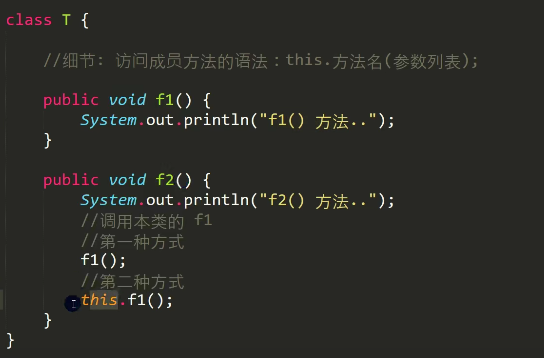 class T {
//细节: 访问成员方法的语法：this.方法名(参数列表);
public void f1() {
System.out.println("f1() 方法..");
}
public void f2() {
System.out.println("f2() 方法..");
//调用本类的 f1
//第一种方式
f1();
//第二种方式
this.f1();
}
}